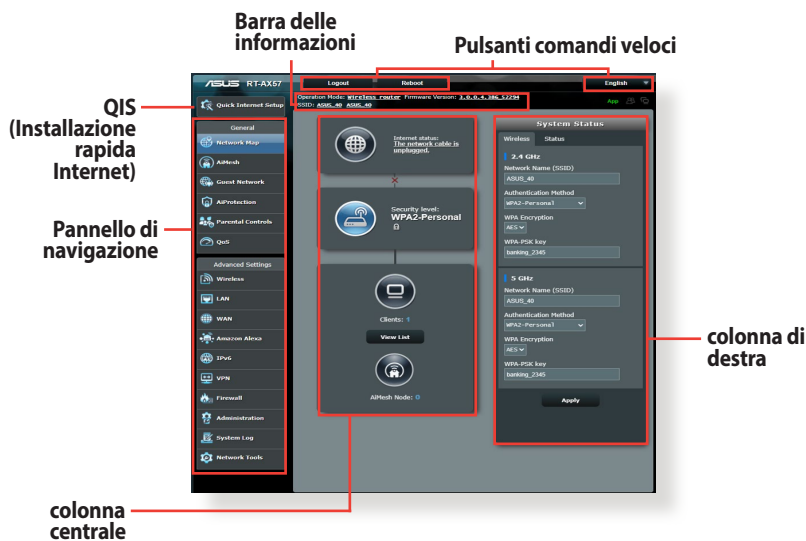 Barra delle
informazioni
Pulsanti comandi veloci
QIS
(Installazione
rapida
Internet)
Pannello di
navigazione
colonna
centrale
colonna di
destra
ASUS RT-AX57
Logout
Reboot
English
Quick Internet Setup
Operation Mode: Wireless router Firmware Version: 3.0.0.4.386_52294
SSID: ASUS_40 ASUS_40
App
General
Network Map
AiMesh
Guest Network
AiProtection
Parental Controls
QoS
Advanced Settings
Wireless
LAN
WAN
Amazon Alexa
IPv6
VPN
Firewall
Administration
System Log
Network Tools
Internet status:
The network cable is
unplugged.
Security level:
WPA2-Personal
Clients: 1
View List
AiMesh Node: 0
System Status
Wireless Status
2.4 GHz
Network Name (SSID)
ASUS_40
Authentication Method
WPA2-Personal
WPA Encryption
AES
WPA-PSK key
banking_2345
5 GHz
Network Name (SSID)
ASUS_40
Authentication Method
WPA2-Personal
WPA Encryption
AES
WPA-PSK key
banking_2345
Apply